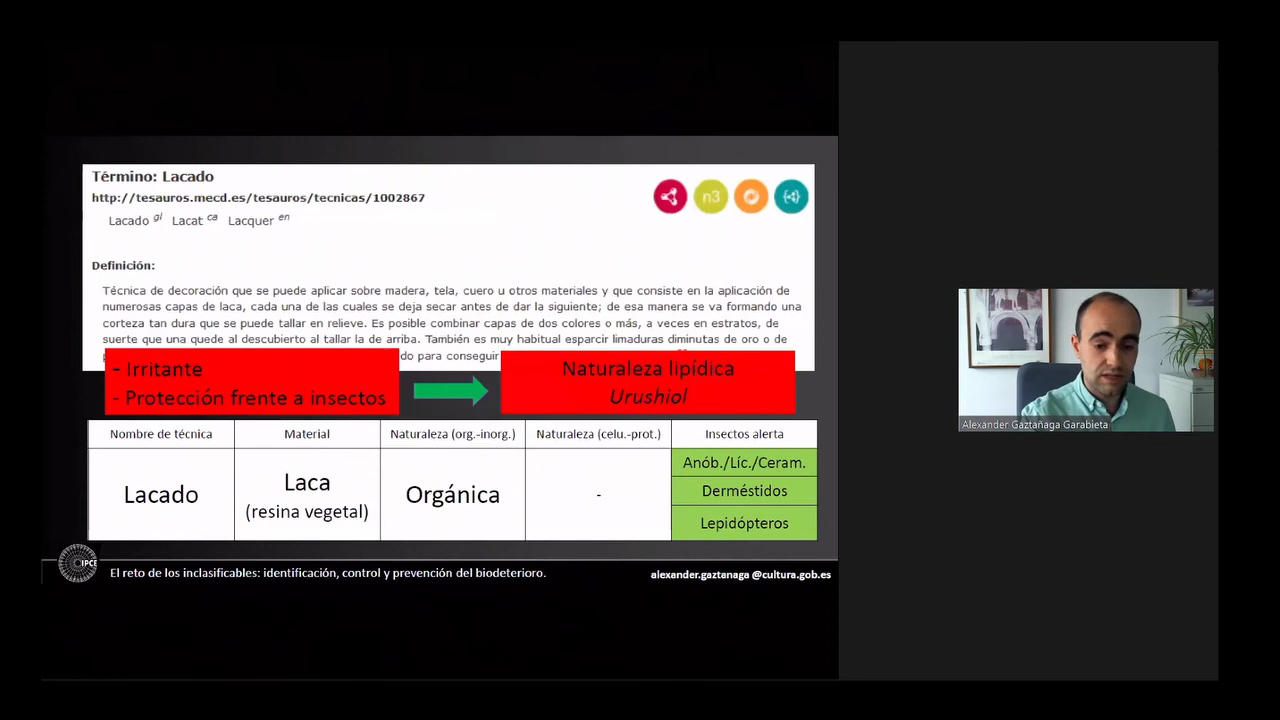 Término: Lacado
http://tesauros.mecd.es/tesauros/tecnicas/1002867
Lacado gl Lacat ca Lacquer en
n3
Definición:
Técnica de decoración que se puede aplicar sobre madera, tela, cuero u otros materiales y que consiste en la aplicación de
numerosas capas de laca, cada una de las cuales se deja secar antes de dar la siguiente; de esa manera se va formando una
corteza tan dura que se puede tallar en relieve. Es posible combinar capas de dos colores o más, a veces en estratos, de
suerte que una quede al descubierto al tallar la de arriba. También es muy habitual esparcir limaduras diminutas de oro o de
do para conseguir
- Irritante
- Protección frente a insectos
Naturaleza lipídica
Urushiol
Nombre de técnica Material Naturaleza (org.-inorg.) Naturaleza (celu.-prot.) Insectos alerta
Lacado
Laca
(resina vegetal)
Orgánica
-
Anób./Líc./Ceram.
Derméstidos
Lepidópteros
IPCE
El reto de los inclasificables: identificación, control y prevención del biodeterioro.
alexander.gaztanaga @cultura.gob.es
Alexander Gaztañaga Garabieta